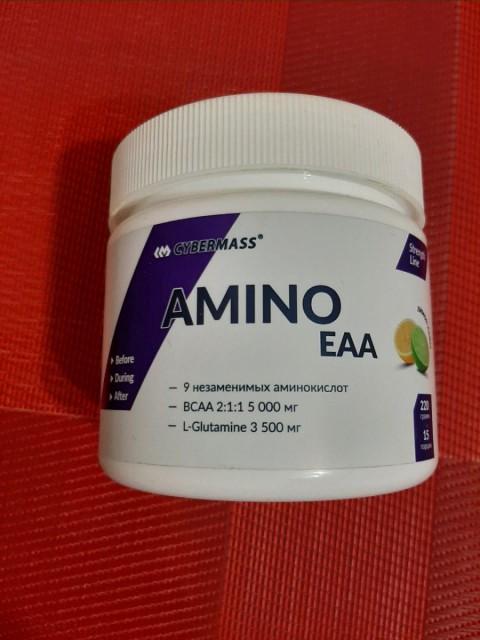 CYBERMASS®
Strength
Line
AMINO
EAA
Before
During
After
– 9 незаменимых аминокислот
– BCAA 2:1:1 5 000 мг
– L-Glutamine 3 500 мг
220
грамм
15
порций